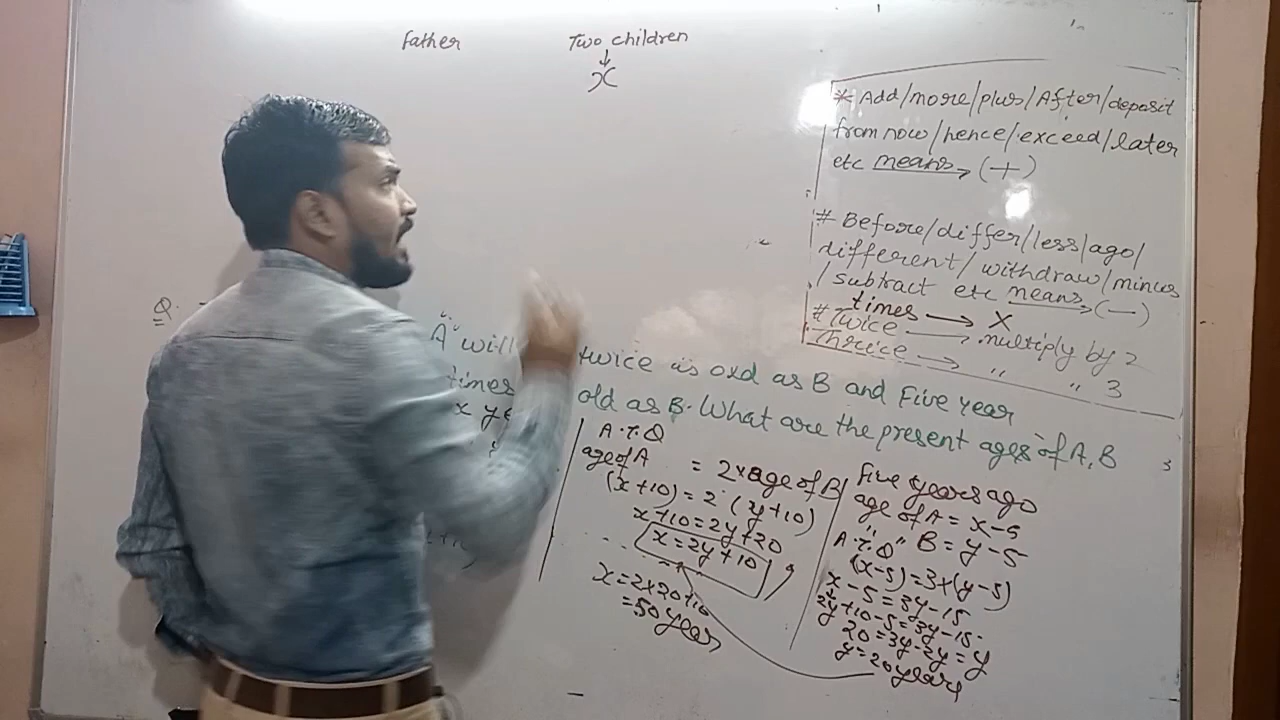 Father
Two children
↓
x
* Add/more/plus/After/deposit
from now/hence/exceed/later
etc means → (+)
# Before/differ/less/ago/
different/withdraw/minus
/subtract etc means → (-)
# times → X
# Twice → multiply by 2
Thrice → " " 3
Q.
A will twice is old as B and Five year
times old as B. What are the present ages of A, B
A.T.Q
age of A = 2×age of B
(x+10) = 2 (y+10)
x+10=2y+20
x=2y+10
x=2×20+10
=50 year
Five years ago
age of A = x-5
" " B = y-5
A.T.Q
(x-5)=3×(y-5)
x-5=3y-15
2y+10-5=3y-15
20=3y-2y=y
y=20 years